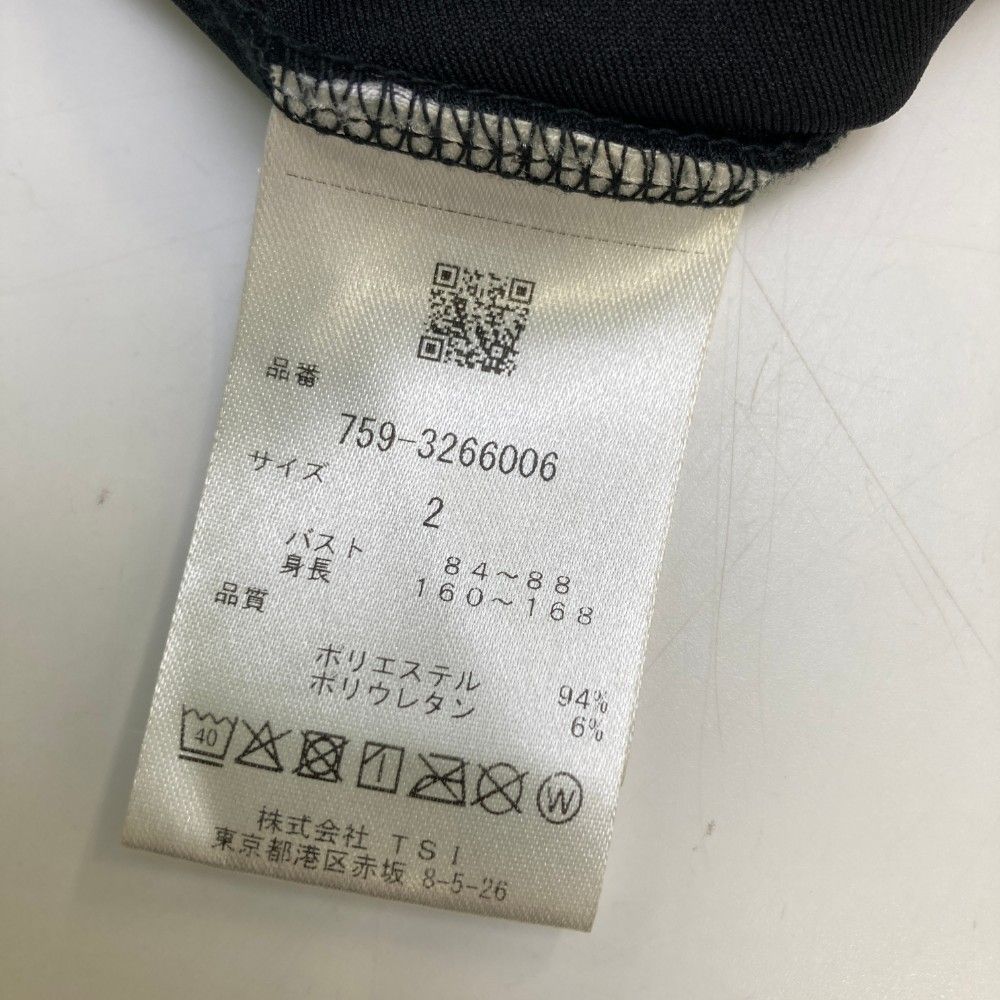 品番
759-3266006
サイズ
2
バスト 84～88
身長 160～168
品質
ポリエステル 94%
ポリウレタン 6%
40
W
株式会社 TSI
東京都港区赤坂 8-5-26